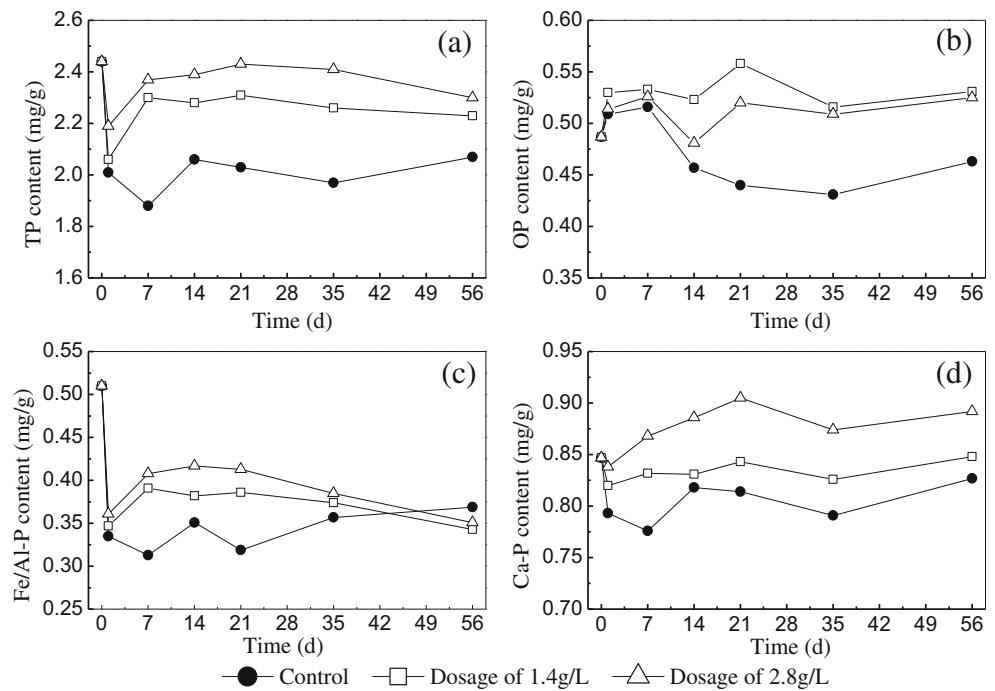 (a)
TP content (mg/g)
2.6
2.4
2.2
2.0
1.8
1.6
0 7 14 21 28 35 42 49 56
Time (d)
(b)
OP content (mg/g)
0.60
0.55
0.50
0.45
0.40
0.35
0 7 14 21 28 35 42 49 56
Time (d)
(c)
Fe/Al-P content (mg/g)
0.55
0.50
0.45
0.40
0.35
0.30
0.25
0 7 14 21 28 35 42 49 56
Time (d)
(d)
Ca-P content (mg/g)
0.95
0.90
0.85
0.80
0.75
0.70
0 7 14 21 28 35 42 49 56
Time (d)
Control Dosage of 1.4g/L Dosage of 2.8g/L